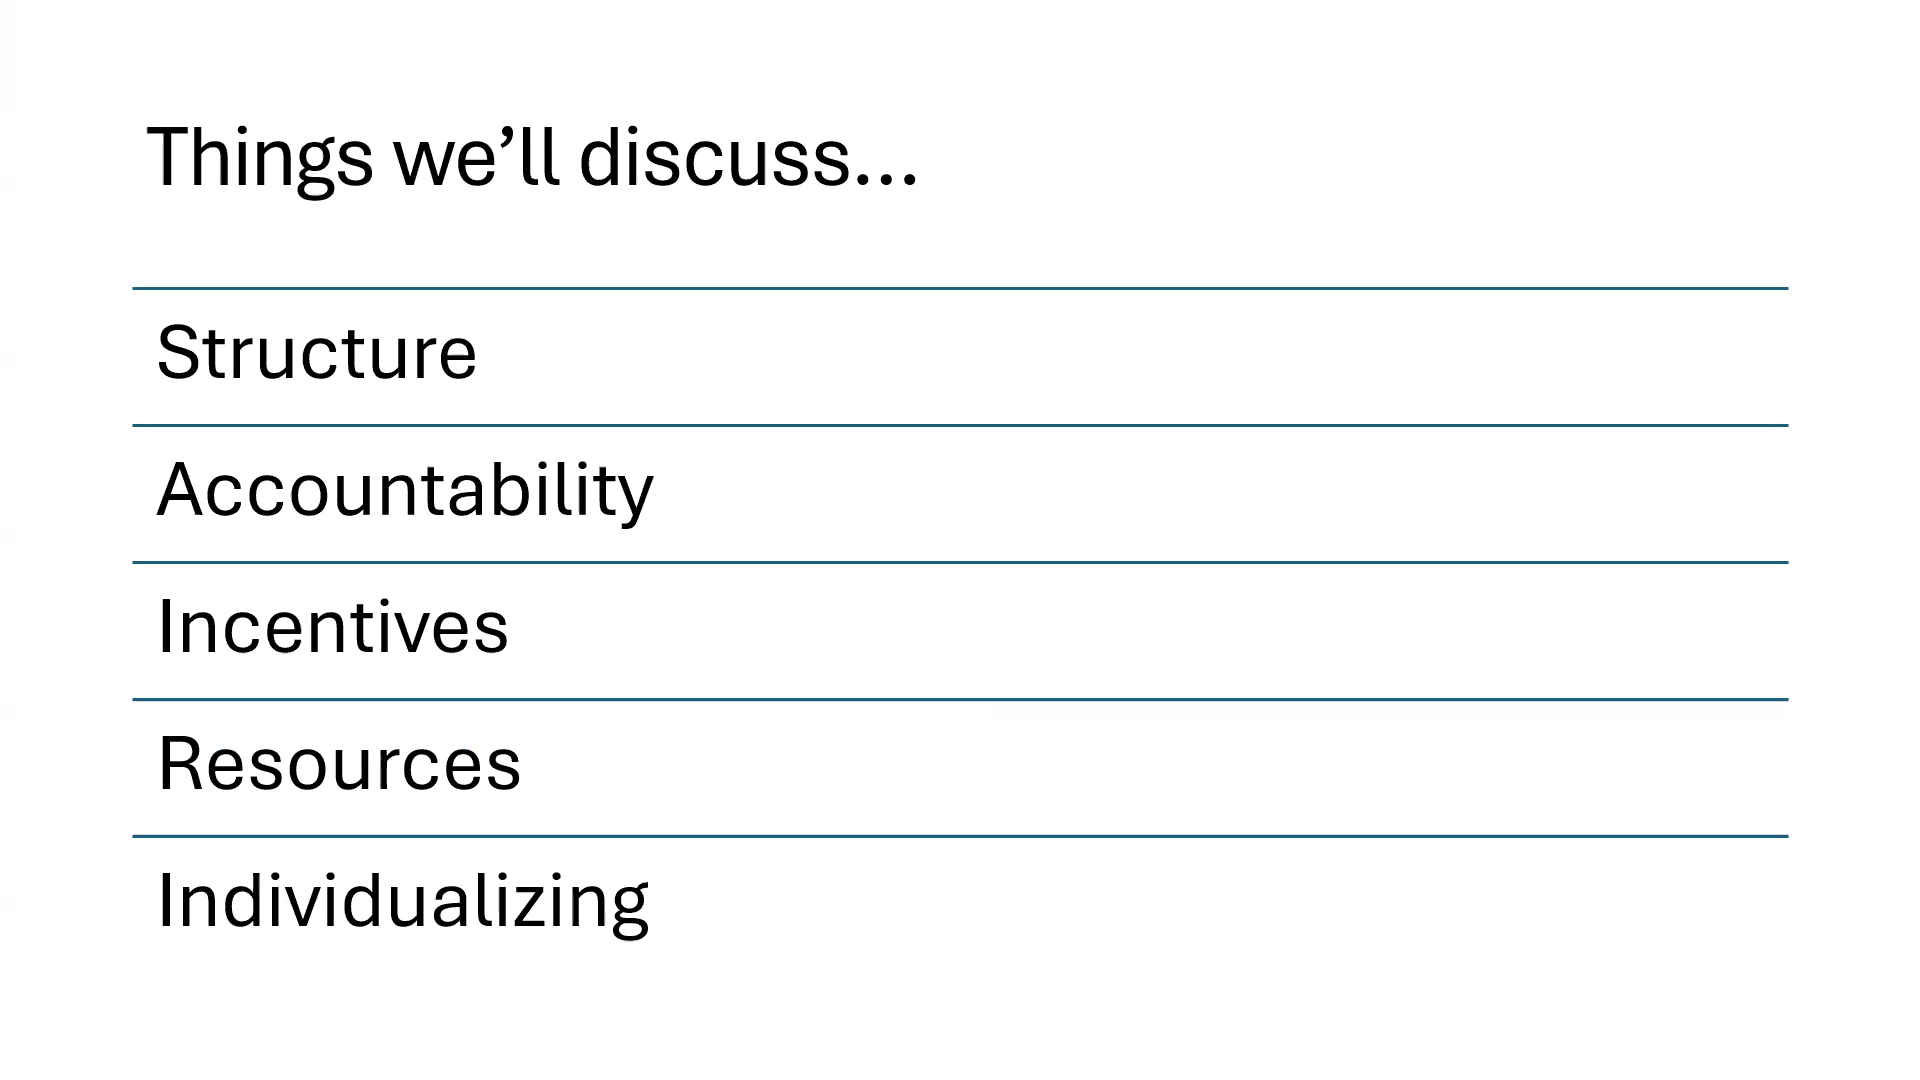 Things we’ll discuss…
Structure
Accountability
Incentives
Resources
Individualizing